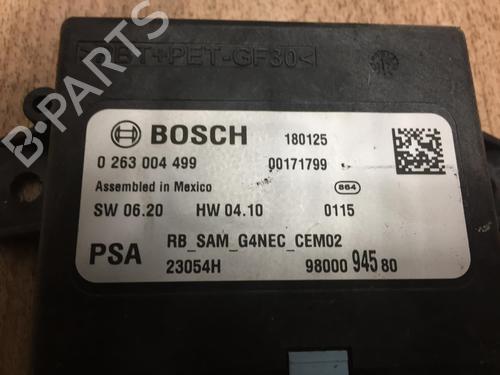 >PBT+PET-GF30<
BOSCH 180125
0 263 004 499 00171799
Assembled in Mexico 864
SW 06.20 HW 04.10 0115
PSA RB_SAM_G4NEC_CEM02
23054H 98000 945 80
B-PARTS